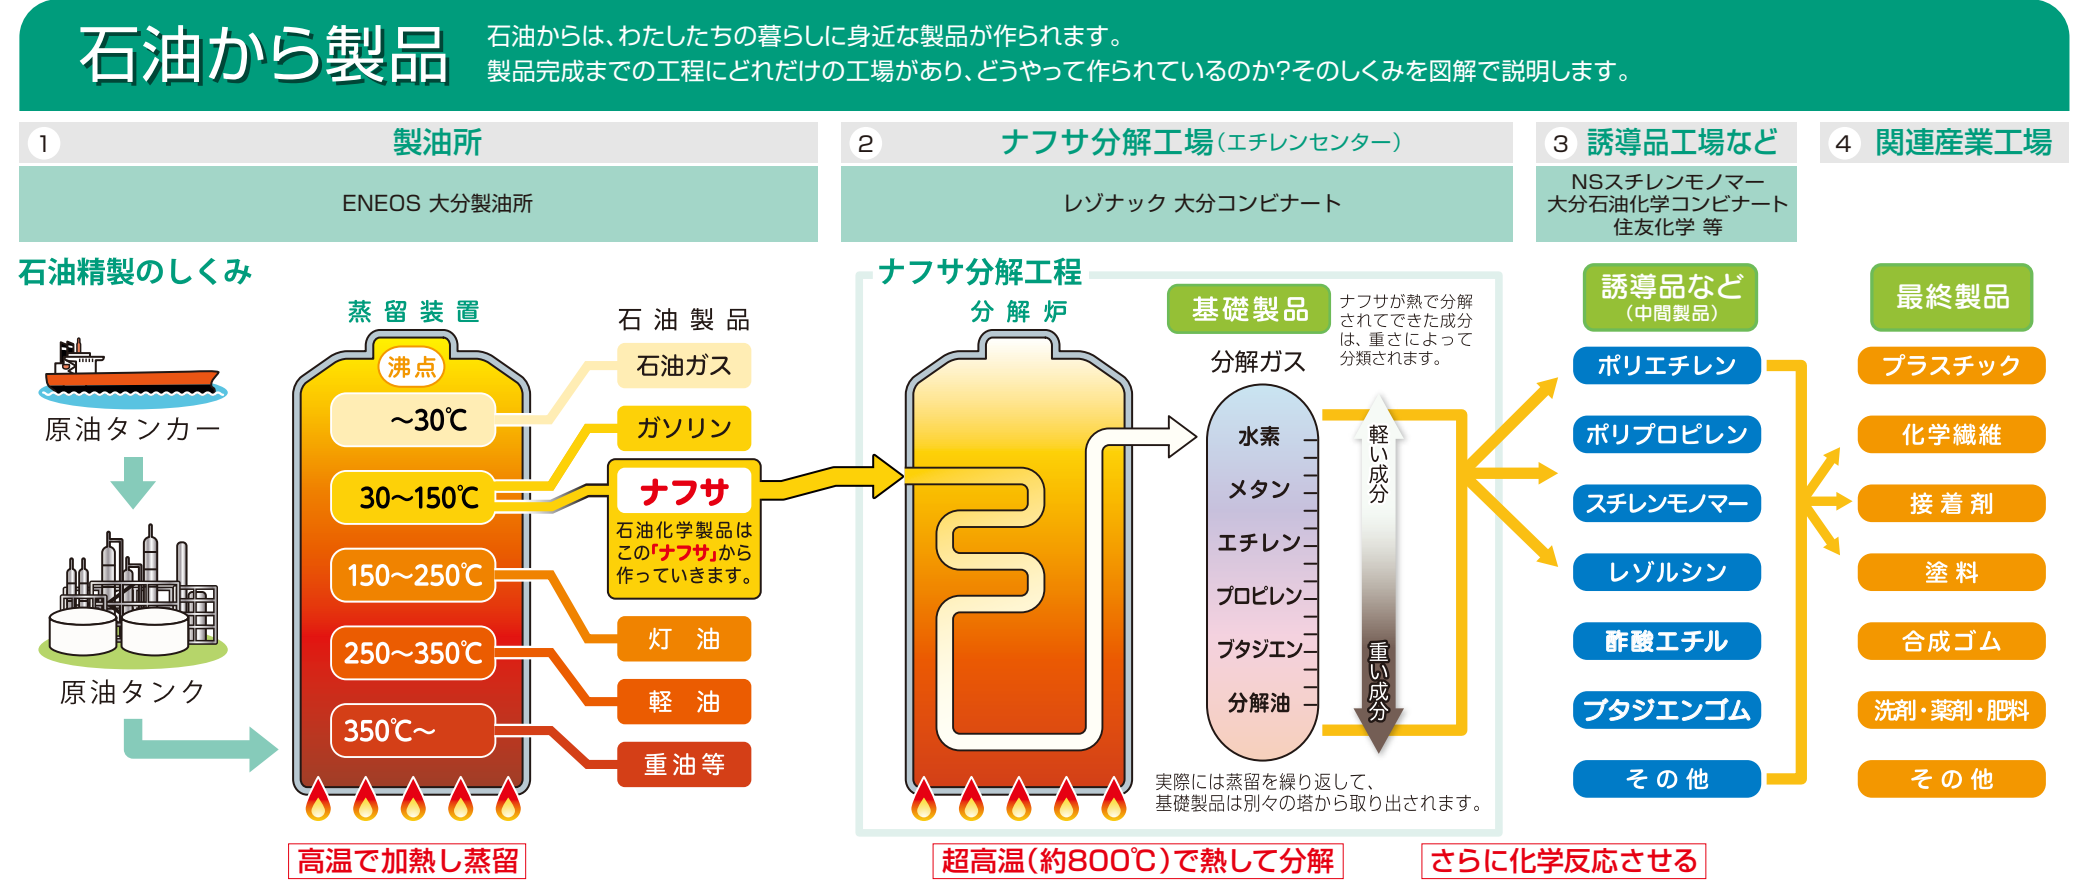 石油から製品
石油からは、わたしたちの暮らしに身近な製品が作られます。
製品完成までの工程にどれだけの工場があり、どうやって作られているのか?そのしくみを図解で説明します。
1 製油所
ENEOS 大分製油所
2 ナフサ分解工場(エチレンセンター)
レゾナック 大分コンビナート
3 誘導品工場など
NSスチレンモノマー
大分石油化学コンビナート
住友化学 等
4 関連産業工場
石油精製のしくみ
原油タンカー
原油タンク
蒸留装置
沸点
～30℃
30～150℃
150～250℃
250～350℃
350℃～
高温で加熱し蒸留
石油製品
石油ガス
ガソリン
ナフサ
石油化学製品は
この「ナフサ」から
作っていきます。
灯油
軽油
重油等
ナフサ分解工程
分解炉
基礎製品
ナフサが熱で分解
されてできた成分
は、重さによって
分類されます。
分解ガス
水素
メタン
エチレン
プロピレン
ブタジエン
分解油
軽い成分
重い成分
実際には蒸留を繰り返して、
基礎製品は別々の塔から取り出されます。
超高温(約800℃)で熱して分解
誘導品など
(中間製品)
ポリエチレン
ポリプロピレン
スチレンモノマー
レゾルシン
酢酸エチル
ブタジエンゴム
その他
さらに化学反応させる
最終製品
プラスチック
化学繊維
接着剤
塗料
合成ゴム
洗剤・薬剤・肥料
その他